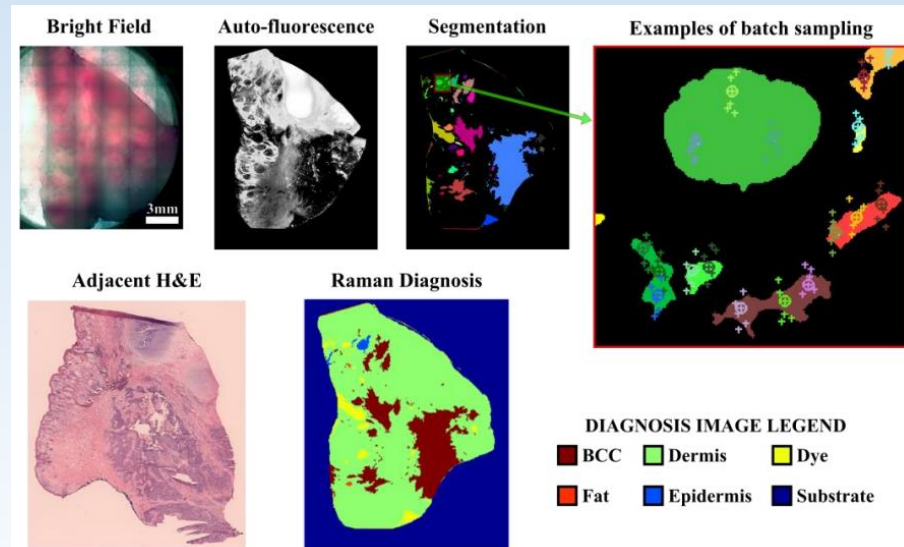 Bright Field
Auto-fluorescence
Segmentation
Examples of batch sampling
3mm
Adjacent H&E
Raman Diagnosis
DIAGNOSIS IMAGE LEGEND
BCC Dermis Dye
Fat Epidermis Substrate